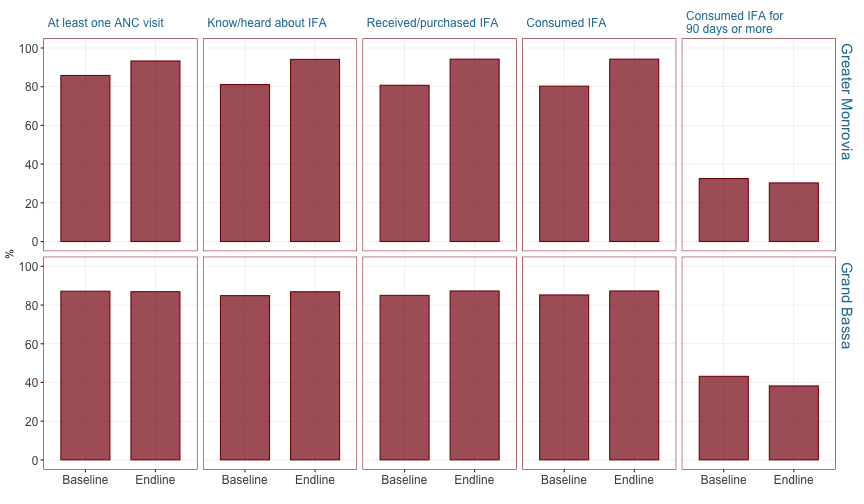 At least one ANC visit
Know/heard about IFA
Received/purchased IFA
Consumed IFA
Consumed IFA for
90 days or more
100
80
60
40
20
0
Greater Monrovia
%
100
80
60
40
20
0
Grand Bassa
Baseline
Endline
Baseline
Endline
Baseline
Endline
Baseline
Endline
Baseline
Endline